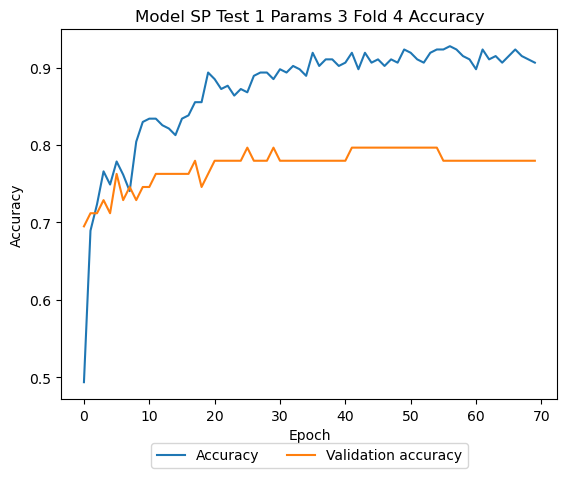 Model SP Test 1 Params 3 Fold 4 Accuracy
0.9
0.8
0.7
0.6
0.5
Accuracy
0 10 20 30 40 50 60 70
Epoch
Accuracy Validation accuracy